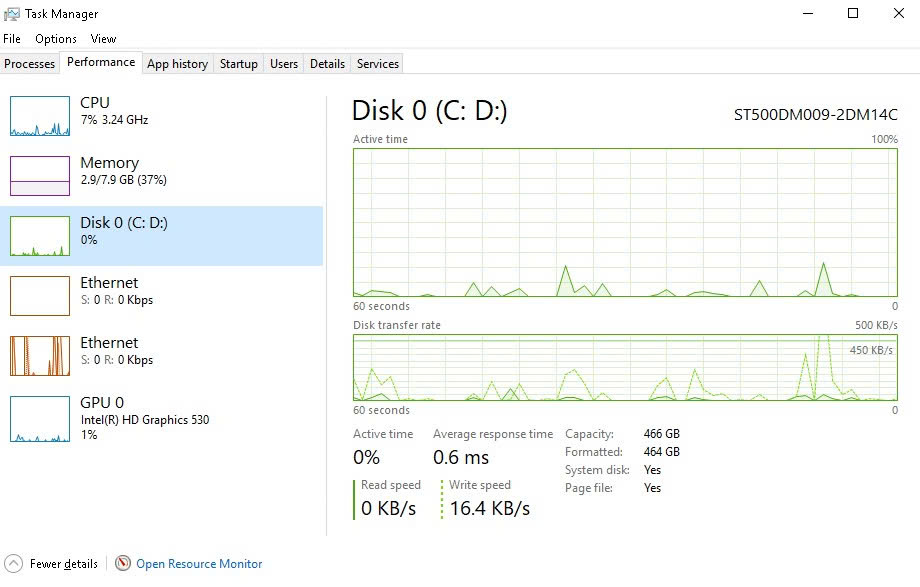 Task Manager
File Options View
Processes Performance App history Startup Users Details Services
CPU
7% 3.24 GHz
Memory
2.9/7.9 GB (37%)
Disk 0 (C: D:)
0%
Ethernet
S: 0 R: 0 Kbps
Ethernet
S: 0 R: 0 Kbps
GPU 0
Intel(R) HD Graphics 530
1%
Disk 0 (C: D:) ST500DM009-2DM14C
Active time 100%
60 seconds 0
Disk transfer rate 500 KB/s
450 KB/s
60 seconds 0
Active time Average response time
0% 0.6 ms
Read speed Write speed
0 KB/s 16.4 KB/s
Capacity: 466 GB
Formatted: 464 GB
System disk: Yes
Page file: Yes
Fewer details Open Resource Monitor